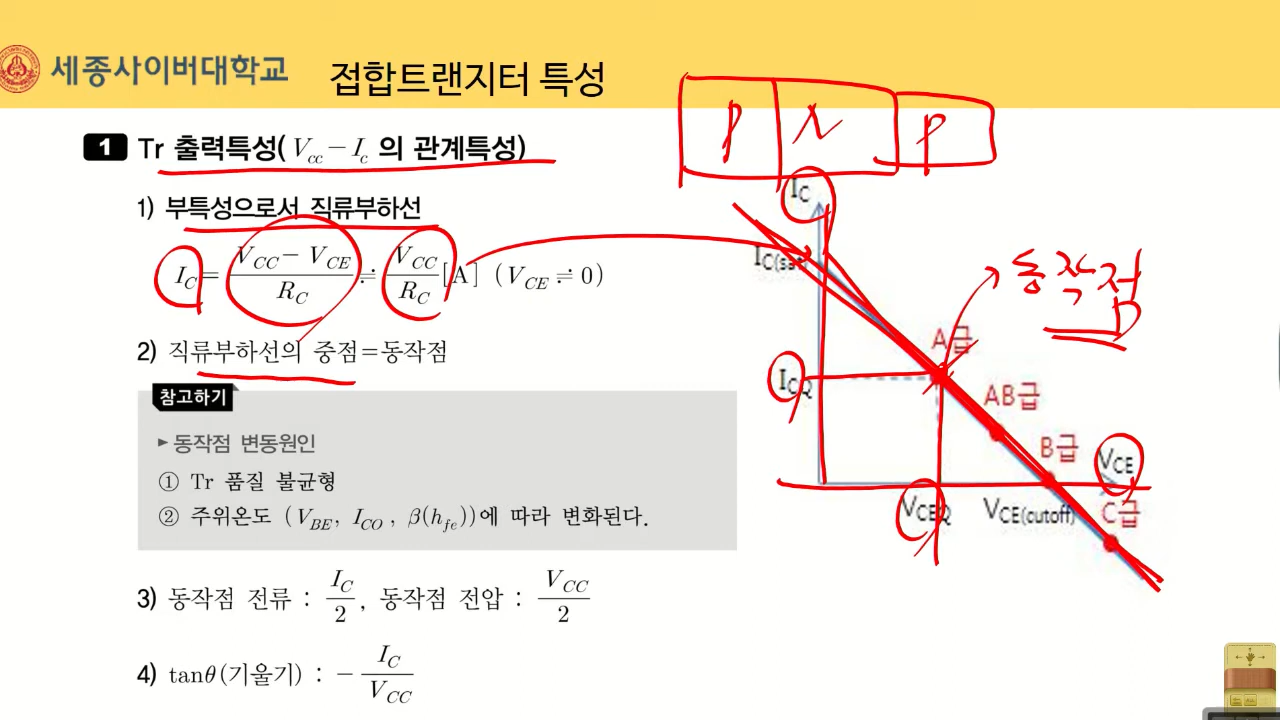 세종사이버대학교 접합트랜지터 특성
P N P
1 Tr 출력특성( V_cc - I_c 의 관계특성)
1) 부특성으로서 직류부하선
I_C = (V_CC - V_CE)/R_C ≒ V_CC/R_C [A] (V_CE ≒ 0)
2) 직류부하선의 중점=동작점
참고하기
▶동작점 변동원인
① Tr 품질 불균형
② 주위온도 (V_BE, I_CO, β(h_fe))에 따라 변화된다.
3) 동작점 전류 : I_C/2, 동작점 전압 : V_CC/2
4) tanθ(기울기) : - I_C/V_CC
I_C
I_C(sat)
동작점
A급
I_CQ
AB급
B급
V_CE
V_CEQ
V_CE(cutoff)
C급